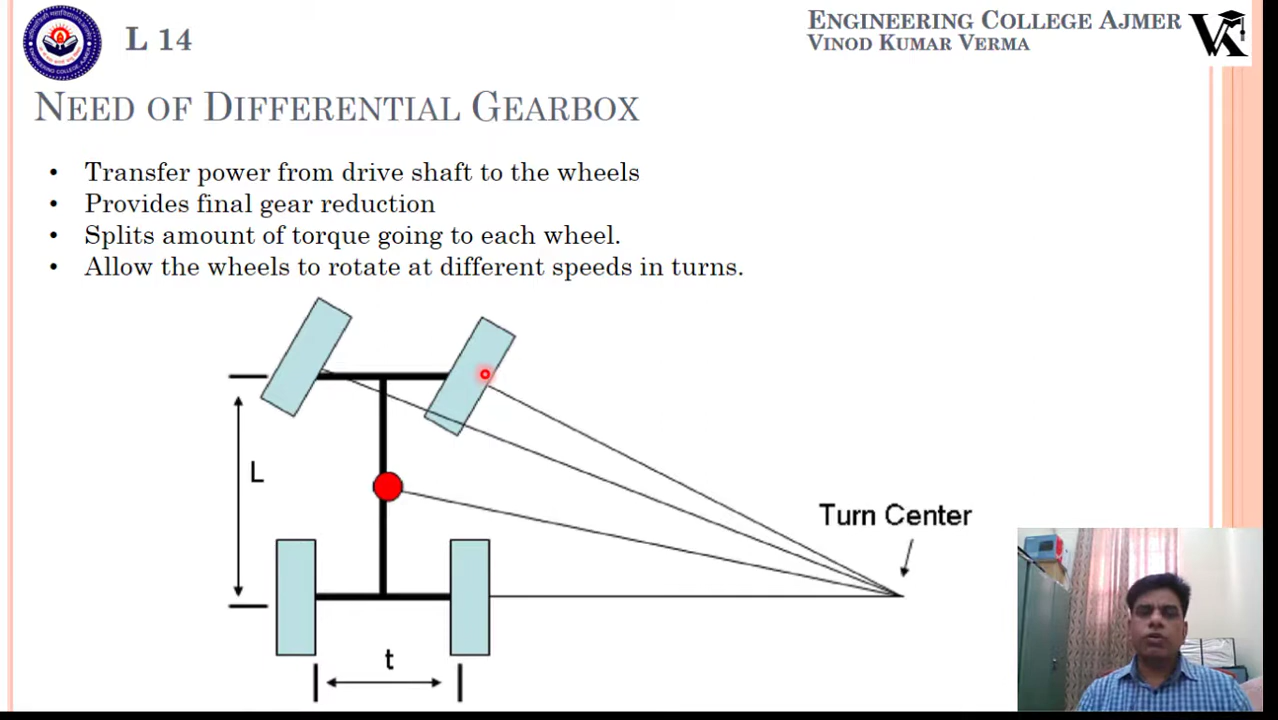 L 14
ENGINEERING COLLEGE AJMER
VINOD KUMAR VERMA
NEED OF DIFFERENTIAL GEARBOX
• Transfer power from drive shaft to the wheels
• Provides final gear reduction
• Splits amount of torque going to each wheel.
• Allow the wheels to rotate at different speeds in turns.
L
Turn Center
t